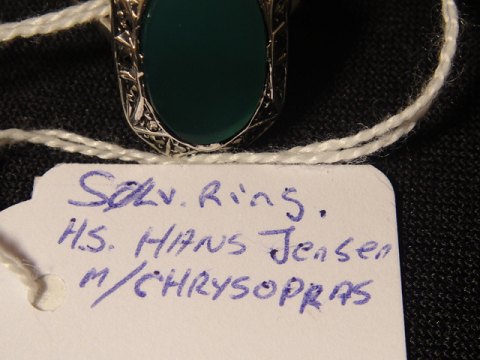 Sølv. Ring.
H.S. HANS Jensen
M/CHRYSOPRAS